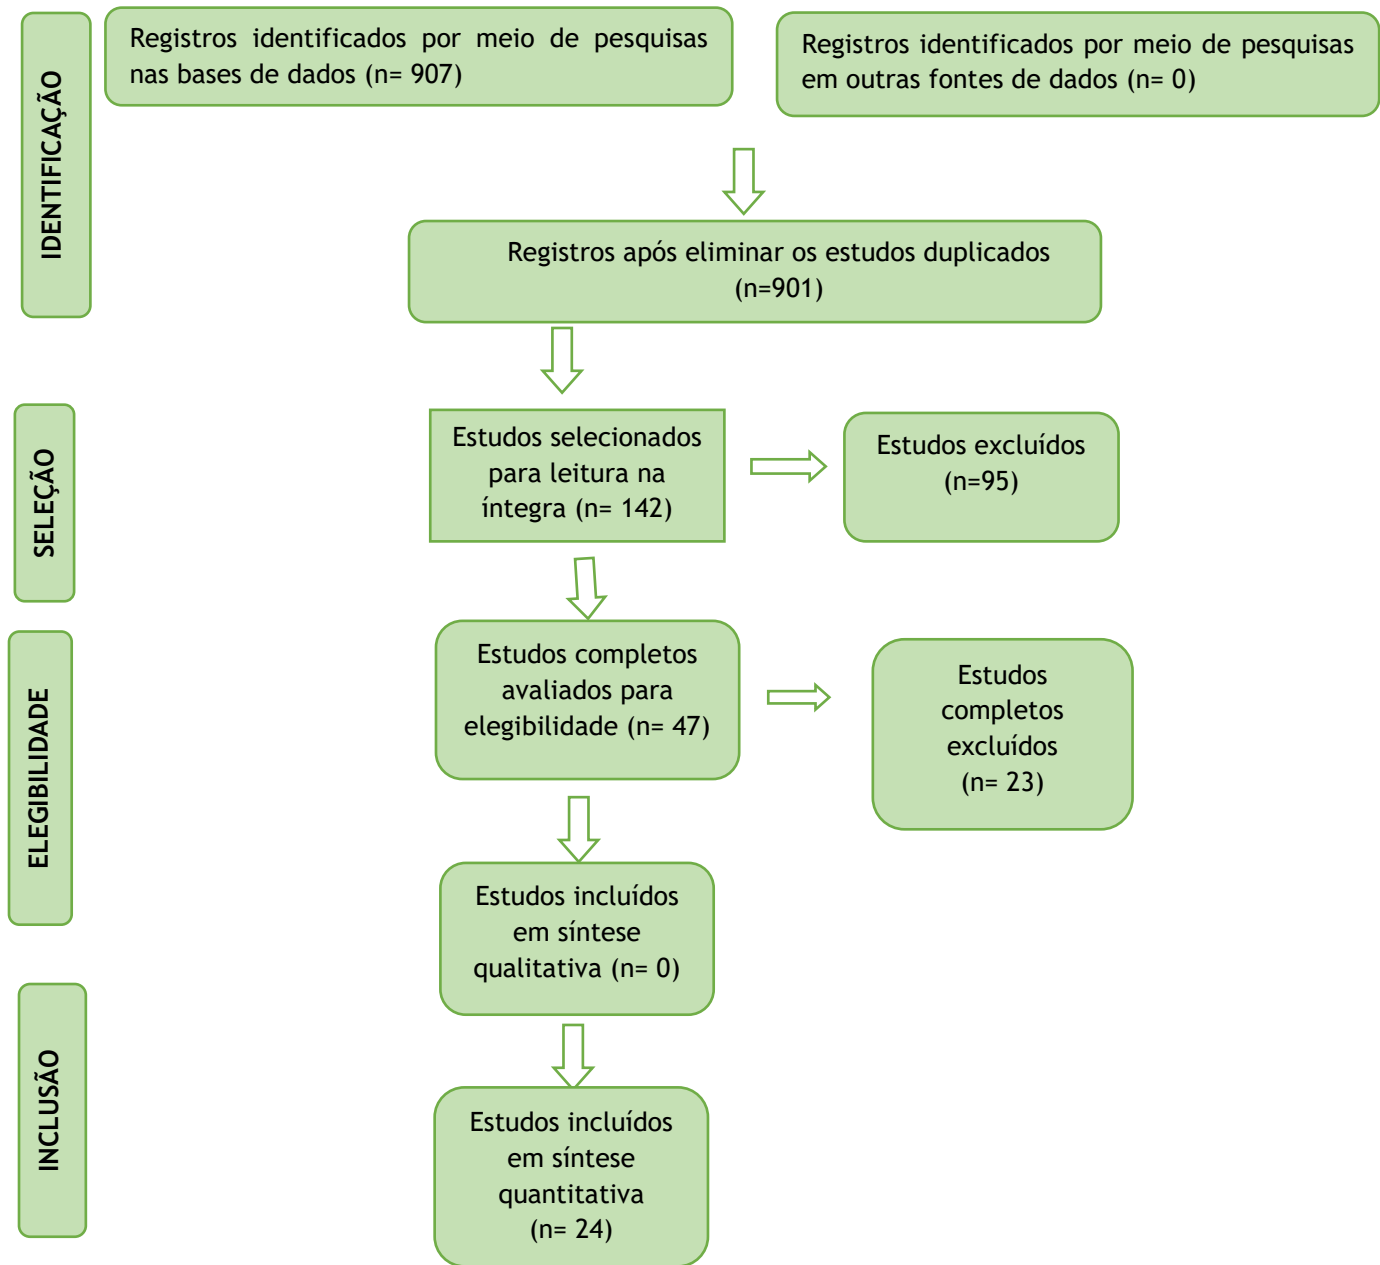 IDENTIFICAÇÃO
Registros identificados por meio de pesquisas
nas bases de dados (n= 907)
Registros identificados por meio de pesquisas
em outras fontes de dados (n= 0)
Registros após eliminar os estudos duplicados
(n=901)
SELEÇÃO
Estudos selecionados
para leitura na
íntegra (n= 142)
Estudos excluídos
(n=95)
ELEGIBILIDADE
Estudos completos
avaliados para
elegibilidade (n= 47)
Estudos
completos
excluídos
(n= 23)
Estudos incluídos
em síntese
qualitativa (n= 0)
INCLUSÃO
Estudos incluídos
em síntese
quantitativa
(n= 24)